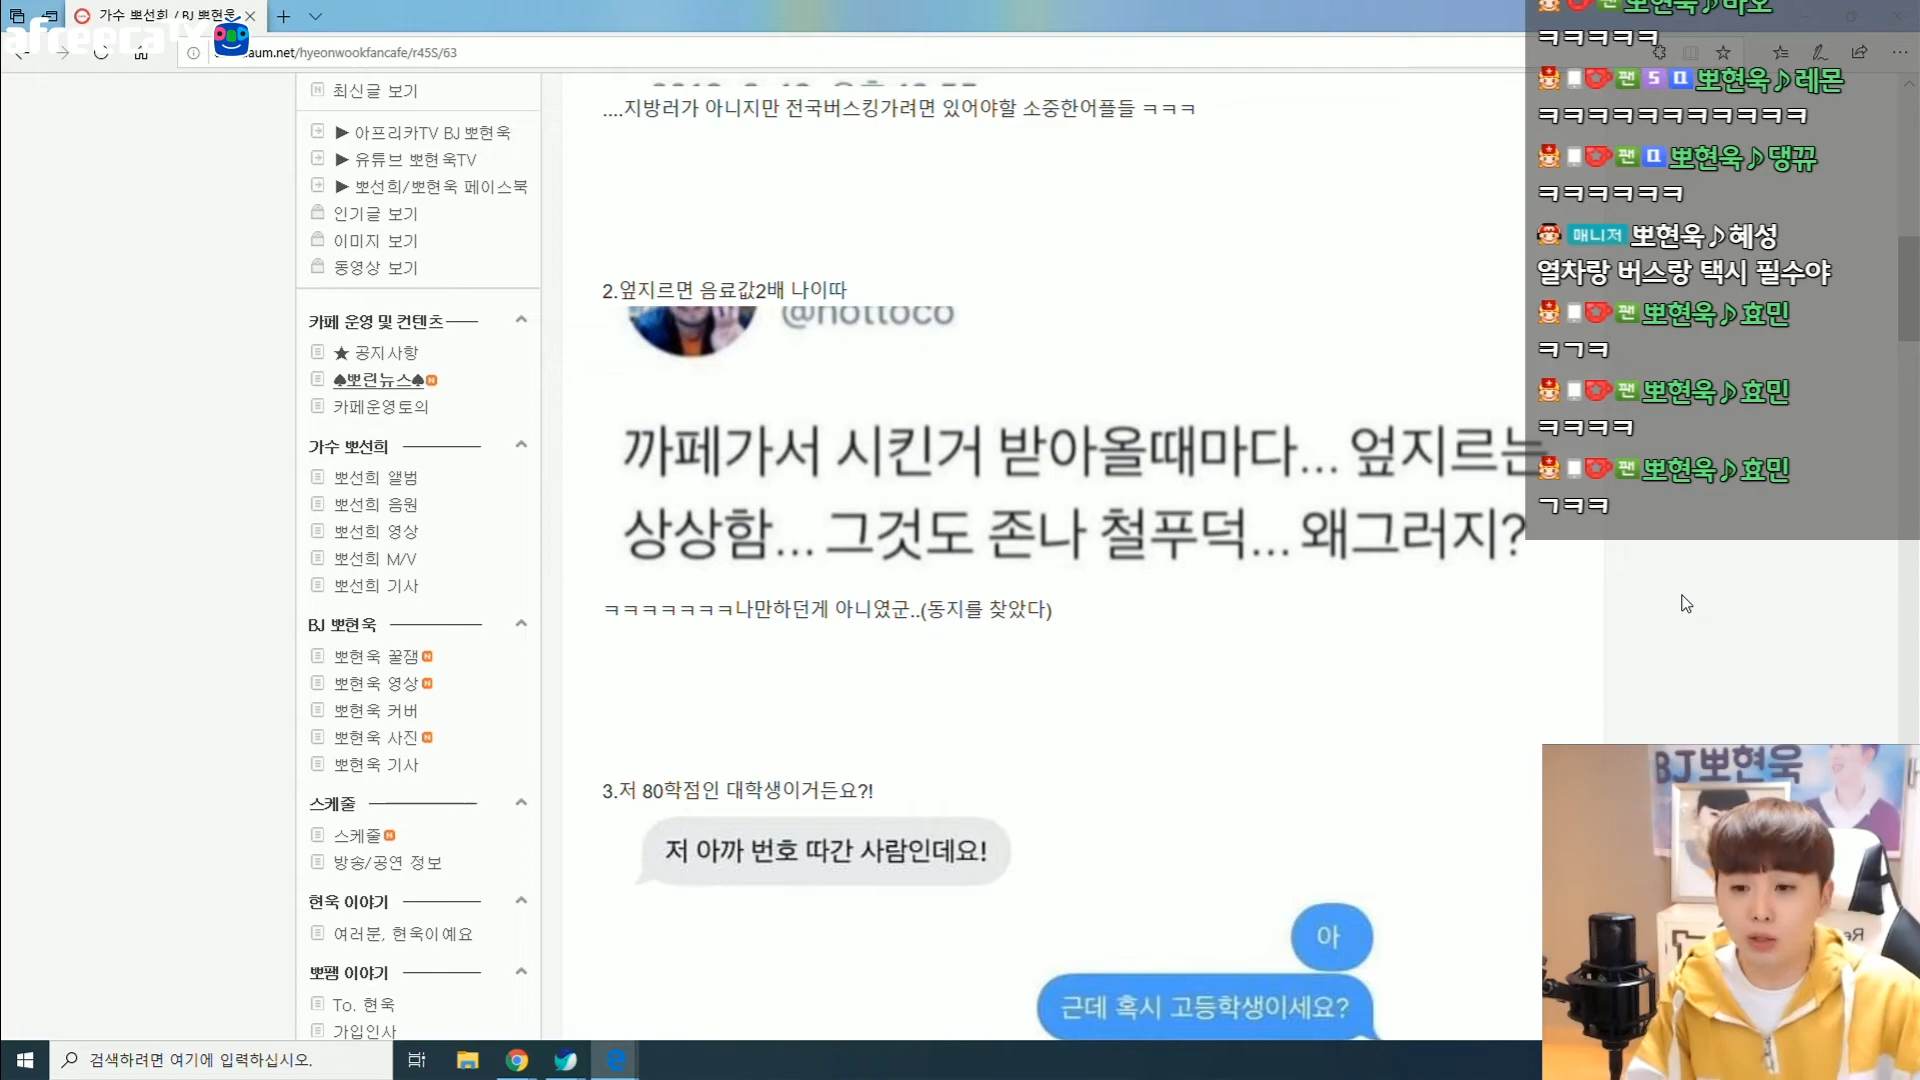 가수 뽀선희 / BJ 뽀현욱
afreecaTV
aum.net/hyeonwookfancafe/r45S/63
최신글 보기
▶ 아프리카TV BJ 뽀현욱
▶ 유튜브 뽀현욱TV
▶ 뽀선희/뽀현욱 페이스북
인기글 보기
이미지 보기
동영상 보기
카페 운영 및 컨텐츠
★ 공지사항
♠뽀린뉴스♠ N
카페운영토의
가수 뽀선희
뽀선희 앨범
뽀선희 음원
뽀선희 영상
뽀선희 M/V
뽀선희 기사
BJ 뽀현욱
뽀현욱 꿀잼 N
뽀현욱 영상 N
뽀현욱 커버
뽀현욱 사진 N
뽀현욱 기사
스케줄
스케줄 N
방송/공연 정보
현욱 이야기
여러분, 현욱이예요
뽀팸 이야기
To. 현욱
가입인사
....지방러가 아니지만 전국버스킹가려면 있어야할 소중한어플들 ㅋㅋㅋ
2.엎지르면 음료값2배 나이따
@nottoco
까페가서 시킨거 받아올때마다... 엎지르는
상상함... 그것도 존나 철푸덕... 왜그러지?
ㅋㅋㅋㅋㅋㅋㅋ나만하던게 아니였군..(동지를 찾았다)
3.저 80학점인 대학생이거든요?!
저 아까 번호 따간 사람인데요!
아
근데 혹시 고등학생이세요?
팬 뽀현욱♪마오
ㅋㅋㅋㅋㅋ
팬 5 Q 뽀현욱♪레몬
ㅋㅋㅋㅋㅋㅋㅋㅋㅋㅋㅋ
팬 Q 뽀현욱♪댕뀨
ㅋㅋㅋㅋㅋㅋ
매니저 뽀현욱♪혜성
열차랑 버스랑 택시 필수야
팬 뽀현욱♪효민
ㅋㄱㅋ
팬 뽀현욱♪효민
ㅋㅋㅋㅋ
팬 뽀현욱♪효민
ㄱㅋㅋ
BJ뽀현욱
검색하려면 여기에 입력하십시오.